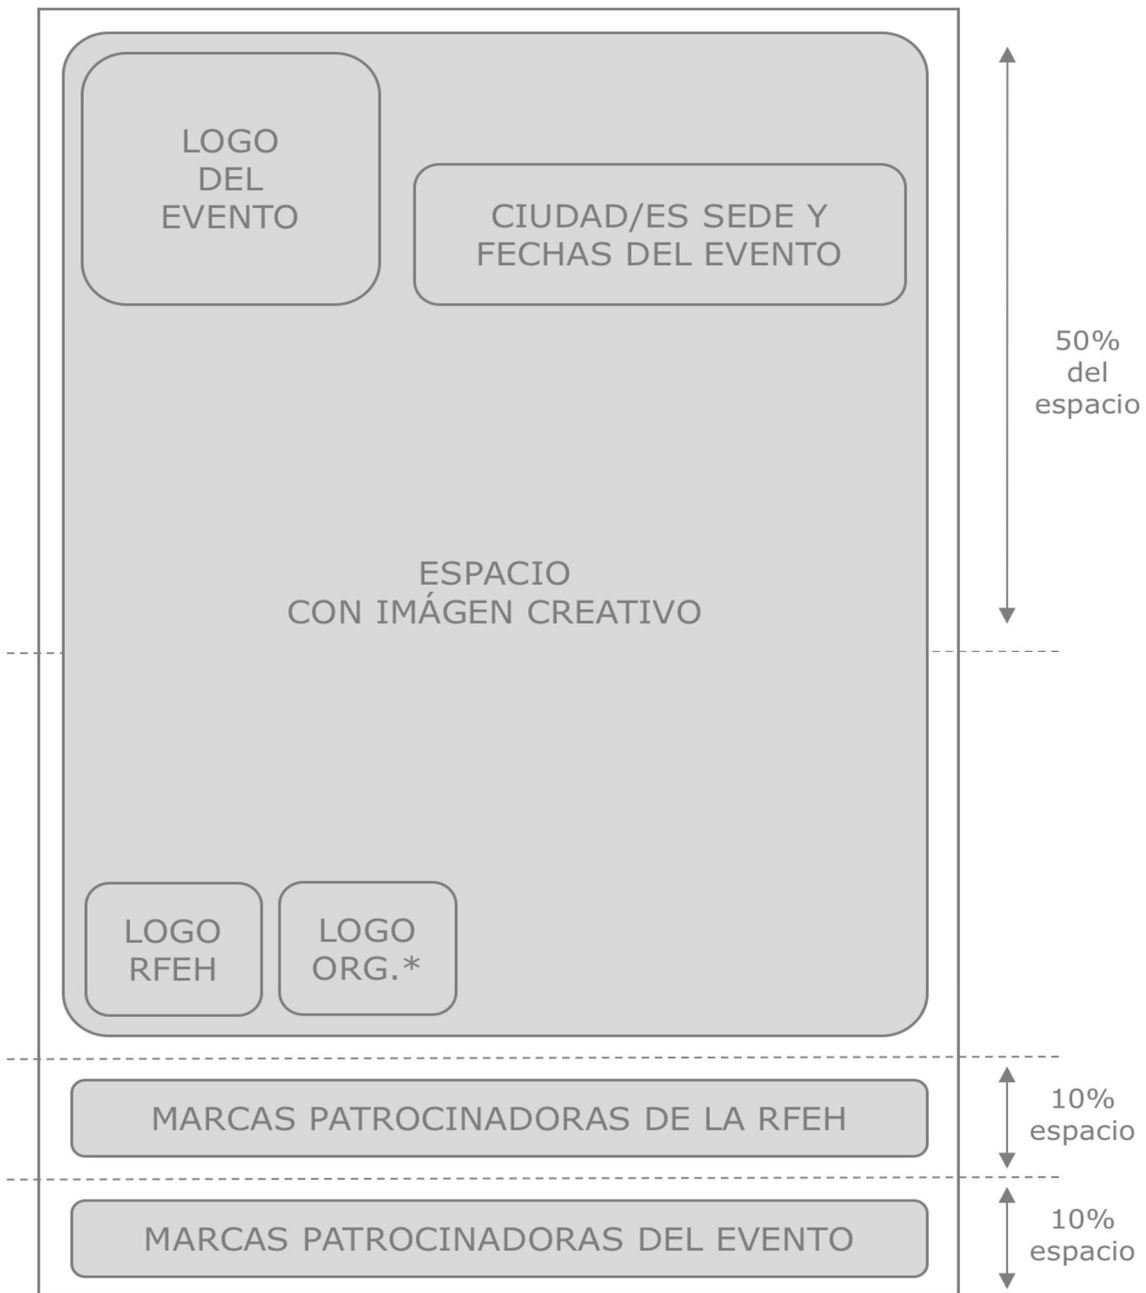 LOGO
DEL
EVENTO
CIUDAD/ES SEDE Y
FECHAS DEL EVENTO
50%
del
espacio
ESPACIO
CON IMÁGEN CREATIVO
LOGO
RFEH
LOGO
ORG.*
MARCAS PATROCINADORAS DE LA RFEH
10%
espacio
MARCAS PATROCINADORAS DEL EVENTO
10%
espacio